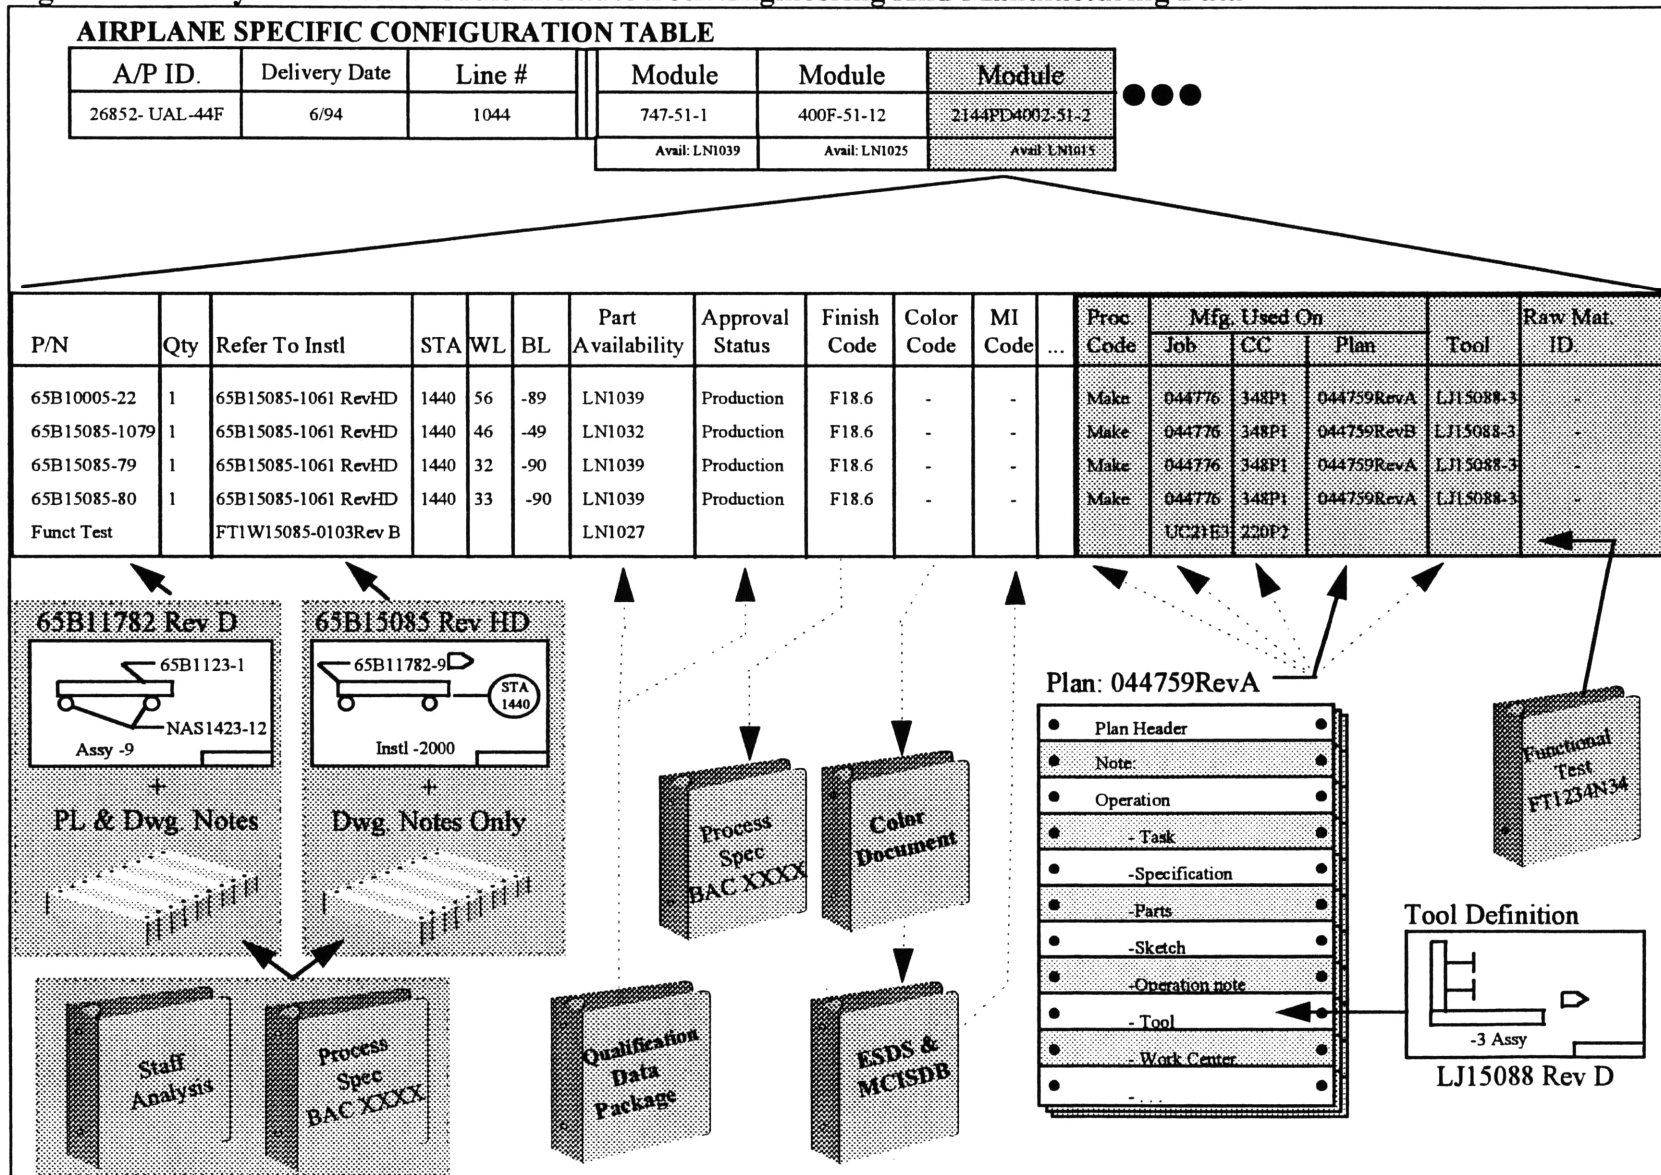 AIRPLANE SPECIFIC CONFIGURATION TABLE
A/P ID. Delivery Date Line # Module Module Module
26852- UAL-44F 6/94 1044 747-51-1 400F-51-12 2144PD4002-51-2
Avail: LN1039 Avail: LN1025 Avail: LN1015
Part Approval Finish Color MI Proc. Mfg. Used On Raw Mat.
P/N Qty Refer To Instl STA WL BL Availability Status Code Code Code ... Code Job CC Plan Tool ID.
65B10005-22 1 65B15085-1061 RevHD 1440 56 -89 LN1039 Production F18.6 - - Make 044776 348P1 044759RevA LJ15088-3 -
65B15085-1079 1 65B15085-1061 RevHD 1440 46 -49 LN1032 Production F18.6 - - Make 044776 348P1 044759RevB LJ15088-3 -
65B15085-79 1 65B15085-1061 RevHD 1440 32 -90 LN1039 Production F18.6 - - Make 044776 348P1 044759RevA LJ15088-3 -
65B15085-80 1 65B15085-1061 RevHD 1440 33 -90 LN1039 Production F18.6 - - Make 044776 348P1 044759RevA LJ15088-3 -
Funct Test FT1W15085-0103Rev B LN1027 UC21E3 220P2
65B11782 Rev D
65B1123-1
NAS1423-12
Assy -9
+
PL & Dwg. Notes
65B15085 Rev HD
65B11782-9
STA
1440
Instl -2000
+
Dwg. Notes Only
Staff
Analysis
Process
Spec
BAC XXXX
Qualification
Data
Package
Process
Spec
BAC XXXX
Color
Document
ESDS &
MCISDB
Plan: 044759RevA
Plan Header
Note:
Operation
- Task
-Specification
-Parts
-Sketch
-Operation note
- Tool
- Work Center
- . . .
Functional
Test
FT1234N34
Tool Definition
-3 Assy
LJ15088 Rev D